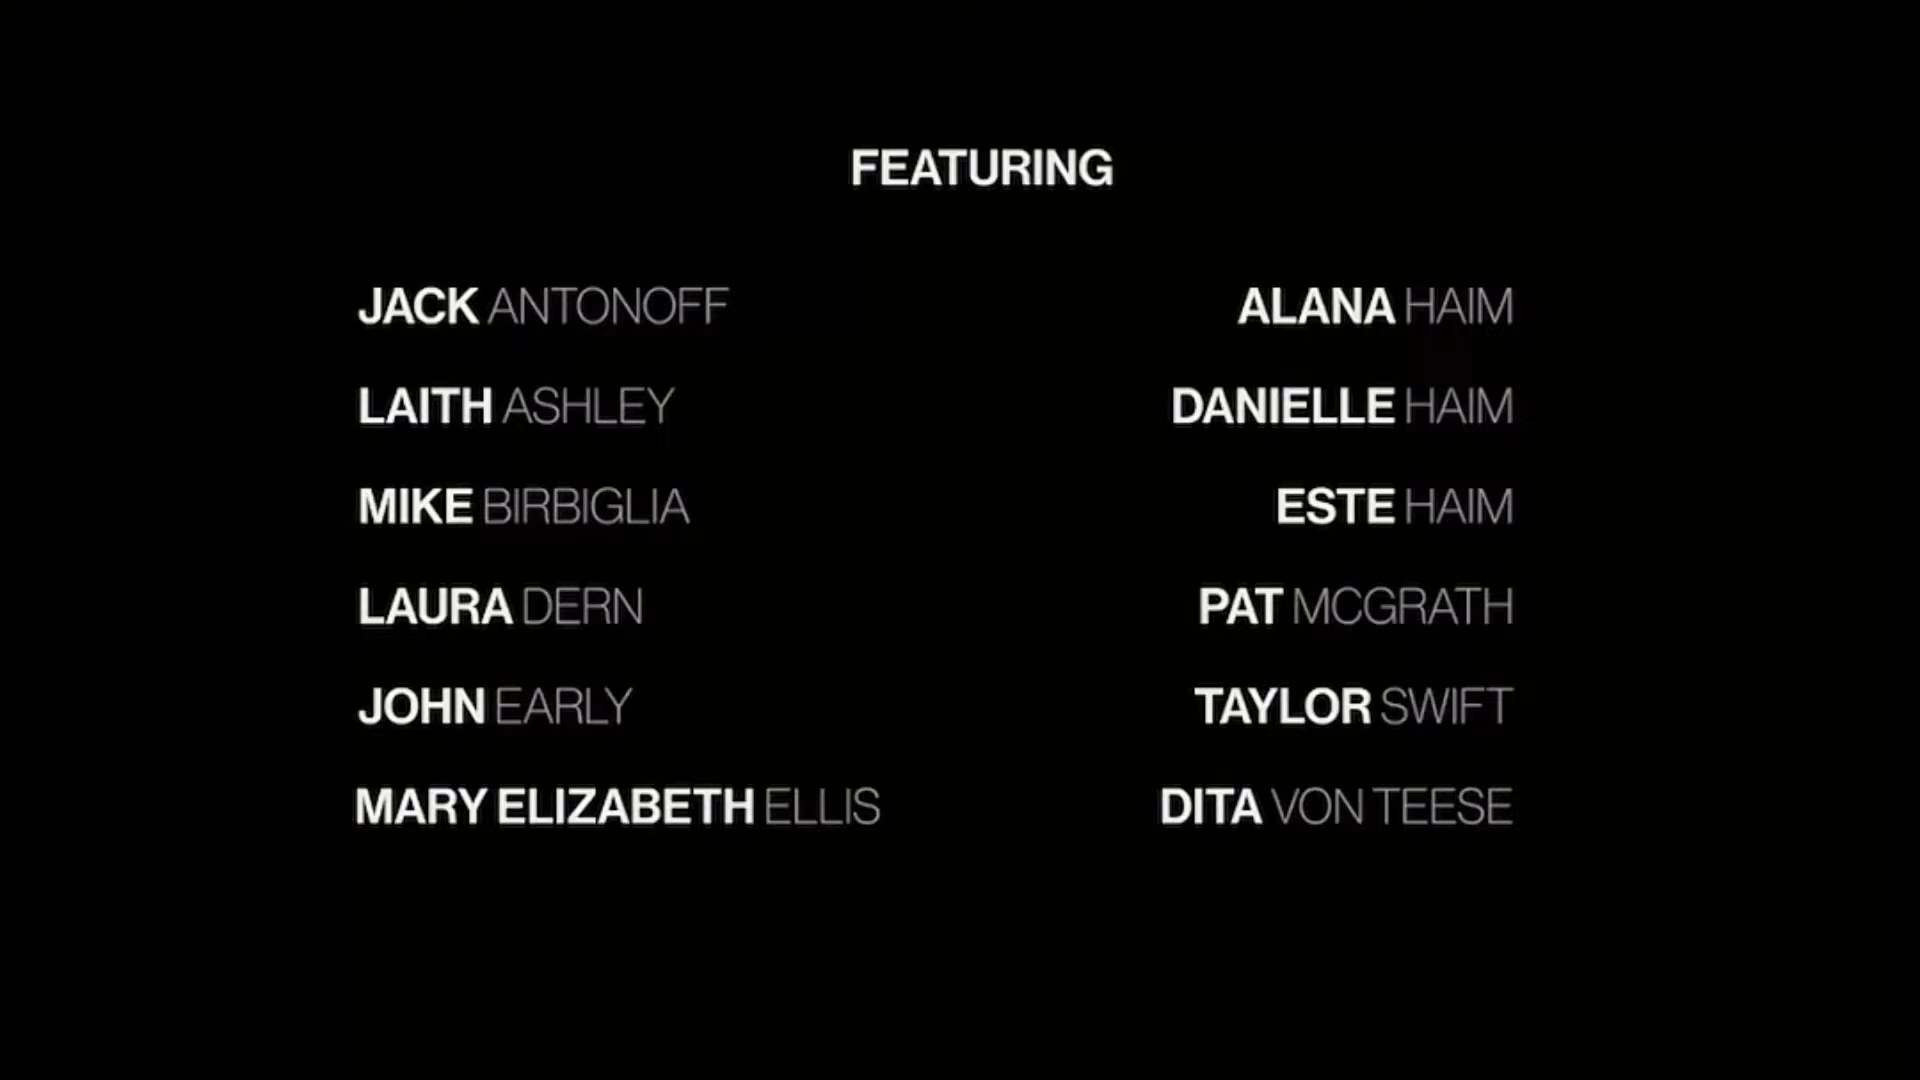 FEATURING
JACK ANTONOFF
LAITH ASHLEY
MIKE BIRBIGLIA
LAURA DERN
JOHN EARLY
MARY ELIZABETH ELLIS
ALANA HAIM
DANIELLE HAIM
ESTE HAIM
PAT MCGRATH
TAYLOR SWIFT
DITA VON TEESE